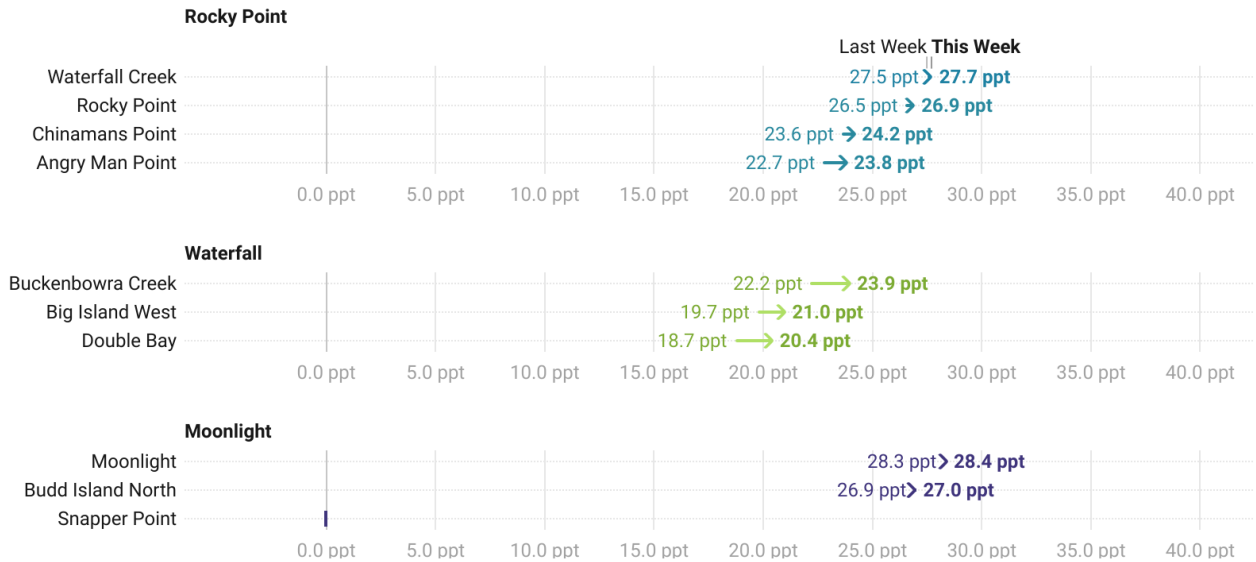 Rocky Point
Last Week This Week
Waterfall Creek 27.5 ppt 27.7 ppt
Rocky Point 26.5 ppt 26.9 ppt
Chinamans Point 23.6 ppt 24.2 ppt
Angry Man Point 22.7 ppt 23.8 ppt
0.0 ppt 5.0 ppt 10.0 ppt 15.0 ppt 20.0 ppt 25.0 ppt 30.0 ppt 35.0 ppt 40.0 ppt
Waterfall
Buckenbowra Creek 22.2 ppt 23.9 ppt
Big Island West 19.7 ppt 21.0 ppt
Double Bay 18.7 ppt 20.4 ppt
0.0 ppt 5.0 ppt 10.0 ppt 15.0 ppt 20.0 ppt 25.0 ppt 30.0 ppt 35.0 ppt 40.0 ppt
Moonlight
Moonlight 28.3 ppt 28.4 ppt
Budd Island North 26.9 ppt 27.0 ppt
Snapper Point
0.0 ppt 5.0 ppt 10.0 ppt 15.0 ppt 20.0 ppt 25.0 ppt 30.0 ppt 35.0 ppt 40.0 ppt